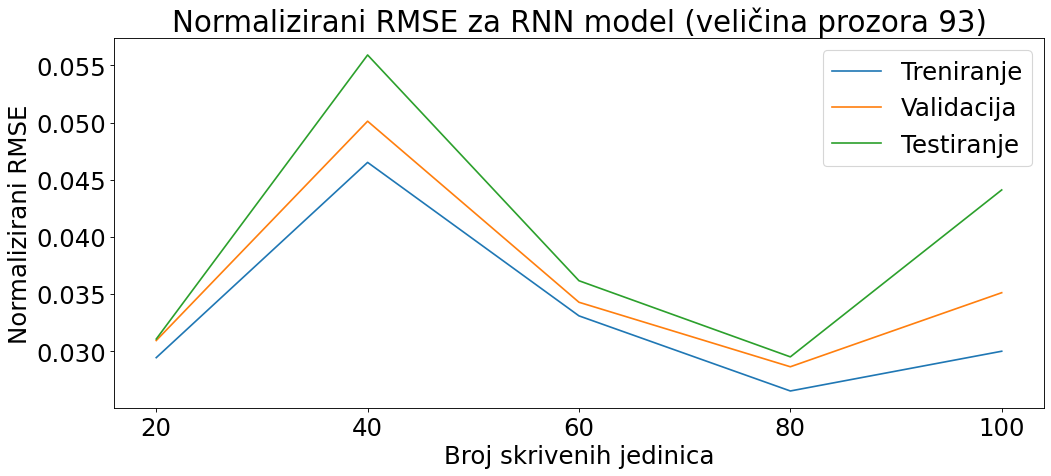 Normalizirani RMSE za RNN model (veličina prozora 93)
Normalizirani RMSE
0.055
0.050
0.045
0.040
0.035
0.030
Treniranje
Validacija
Testiranje
20 40 60 80 100
Broj skrivenih jedinica